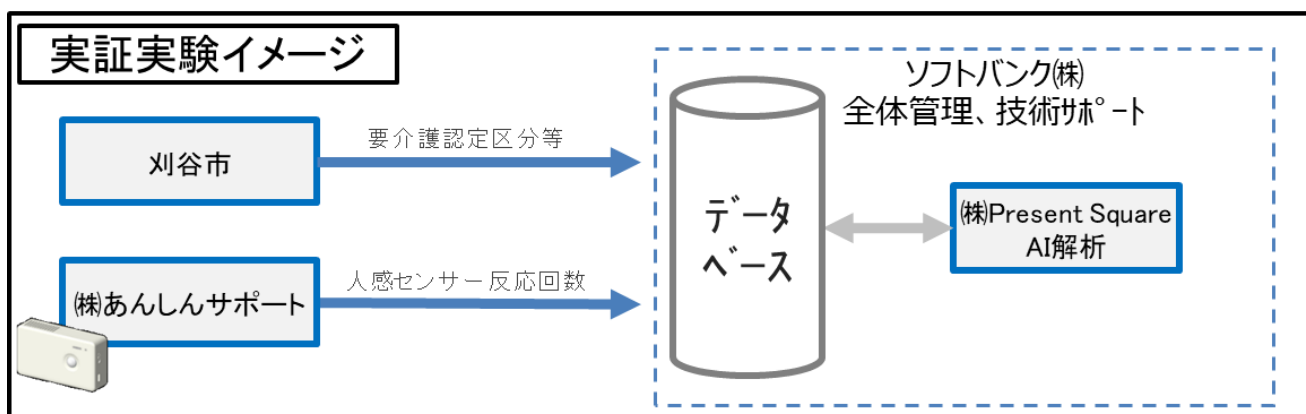 実証実験イメージ
ソフトバンク㈱
全体管理、技術ｻﾎﾟｰﾄ
刈谷市
要介護認定区分等
データ
ベース
㈱Present Square
AI解析
㈱あんしんサポート
人感センサー反応回数